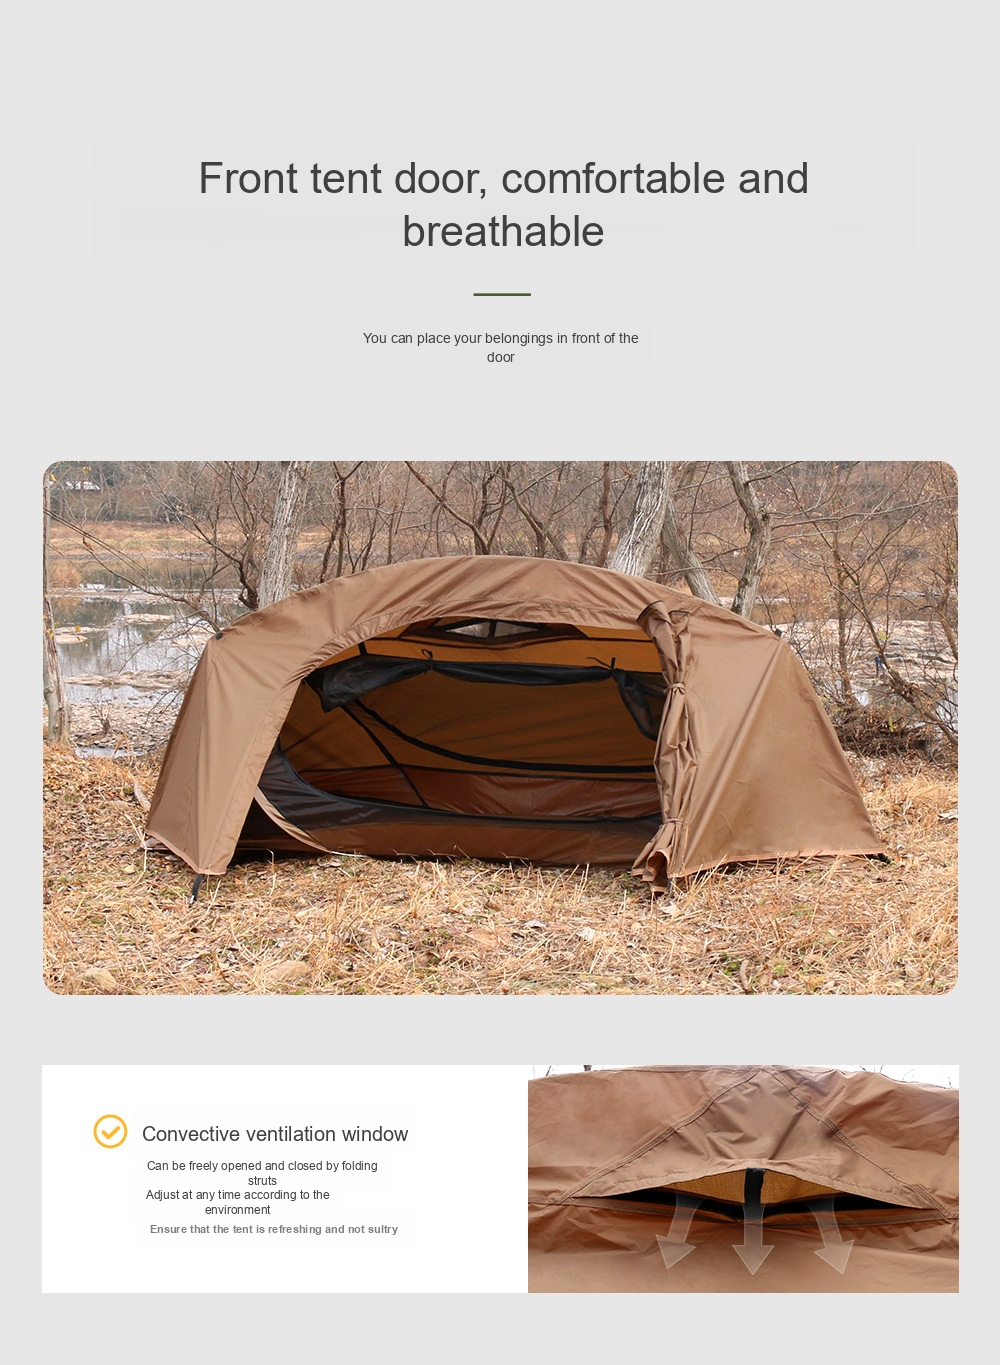 Front tent door, comfortable and
breathable
You can place your belongings in front of the
door
Convective ventilation window
Can be freely opened and closed by folding
struts
Adjust at any time according to the
environment
Ensure that the tent is refreshing and not sultry